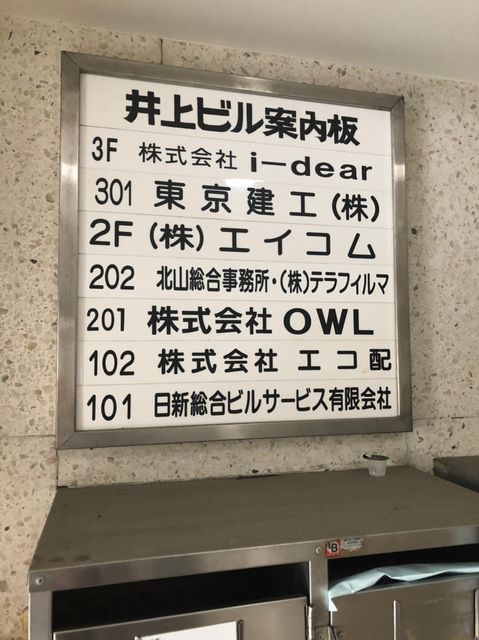 井上ビル案内板
3F 株式会社 i-dear
301 東京建工(株)
2F (株)エイコム
202 北山総合事務所・(株)テラフィルマ
201 株式会社 OWL
102 株式会社 エコ配
101 日新総合ビルサービス有限会社
LB